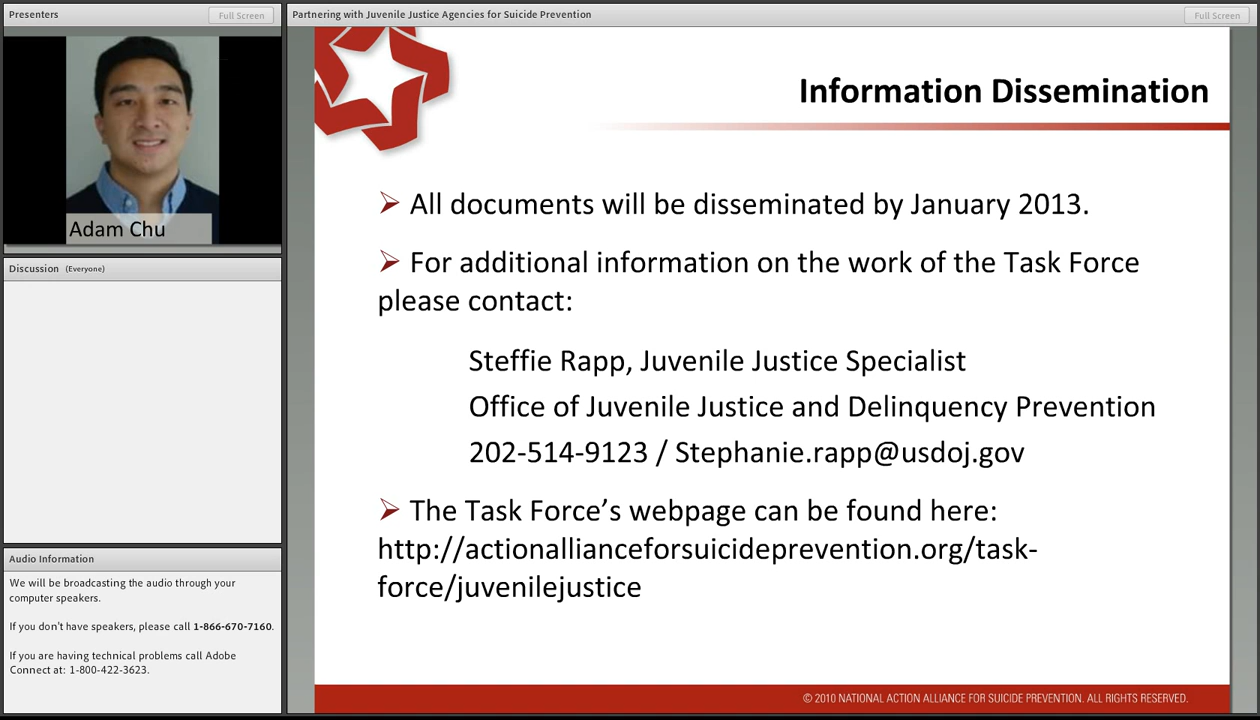 Presenters
Full Screen
Partnering with Juvenile Justice Agencies for Suicide Prevention
Full Screen
Adam Chu
Discussion (Everyone)
Audio Information
We will be broadcasting the audio through your
computer speakers.
If you don't have speakers, please call 1-866-670-7160.
If you are having technical problems call Adobe
Connect at: 1-800-422-3623.
Information Dissemination
➢ All documents will be disseminated by January 2013.
➢ For additional information on the work of the Task Force
please contact:
Steffie Rapp, Juvenile Justice Specialist
Office of Juvenile Justice and Delinquency Prevention
202-514-9123 / Stephanie.rapp@usdoj.gov
➢ The Task Force’s webpage can be found here:
http://actionallianceforsuicideprevention.org/task-
force/juvenilejustice
© 2010 NATIONAL ACTION ALLIANCE FOR SUICIDE PREVENTION. ALL RIGHTS RESERVED.